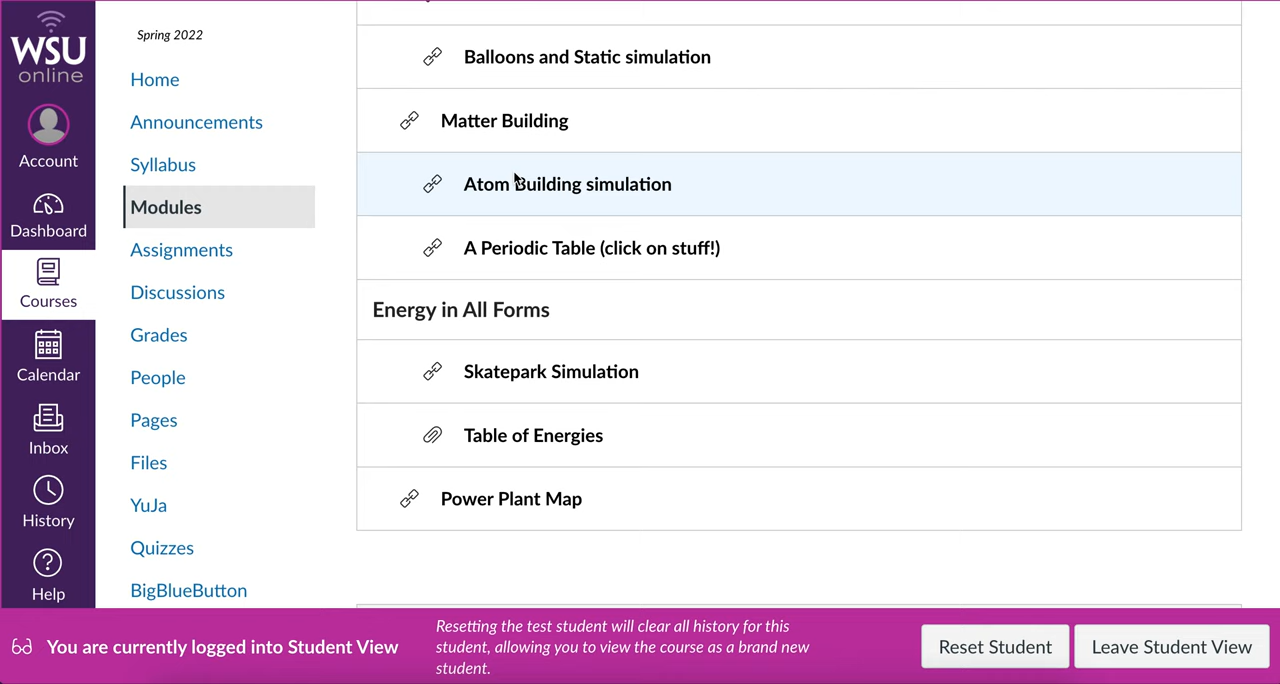 WSU
online
Account
Dashboard
Courses
Calendar
Inbox
History
Help
Spring 2022
Home
Announcements
Syllabus
Modules
Assignments
Discussions
Grades
People
Pages
Files
YuJa
Quizzes
BigBlueButton
Balloons and Static simulation
Matter Building
Atom Building simulation
A Periodic Table (click on stuff!)
Energy in All Forms
Skatepark Simulation
Table of Energies
Power Plant Map
You are currently logged into Student View
Resetting the test student will clear all history for this
student, allowing you to view the course as a brand new
student.
Reset Student
Leave Student View